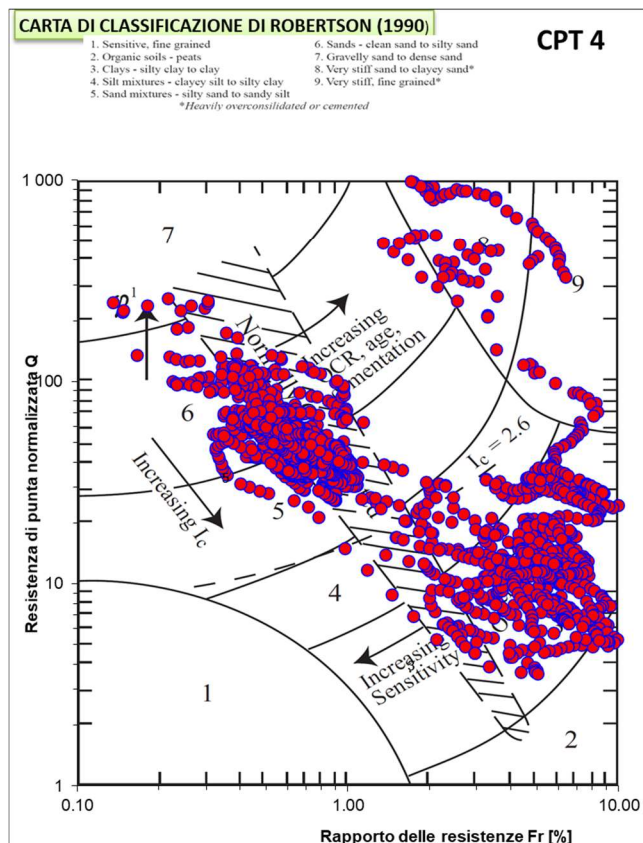 CARTA DI CLASSIFICAZIONE DI ROBERTSON (1990)
CPT 4
1. Sensitive, fine grained
2. Organic soils - peats
3. Clays - silty clay to clay
4. Silt mixtures - clayey silt to silty clay
5. Sand mixtures - silty sand to sandy silt
6. Sands - clean sand to silty sand
7. Gravelly sand to dense sand
8. Very stiff sand to clayey sand*
9. Very stiff, fine grained*
*Heavily overconsilidated or cementated
Resistenza di punta normalizzata Q
1 000
100
10
1
7
8
9
6
5
4
1
2
Increasing
OCR, age,
cementation
Ic = 2.6
Increasing Ic
Increasing
Sensitivity
0.10
1.00
10.00
Rapporto delle resistenze Fr [%]